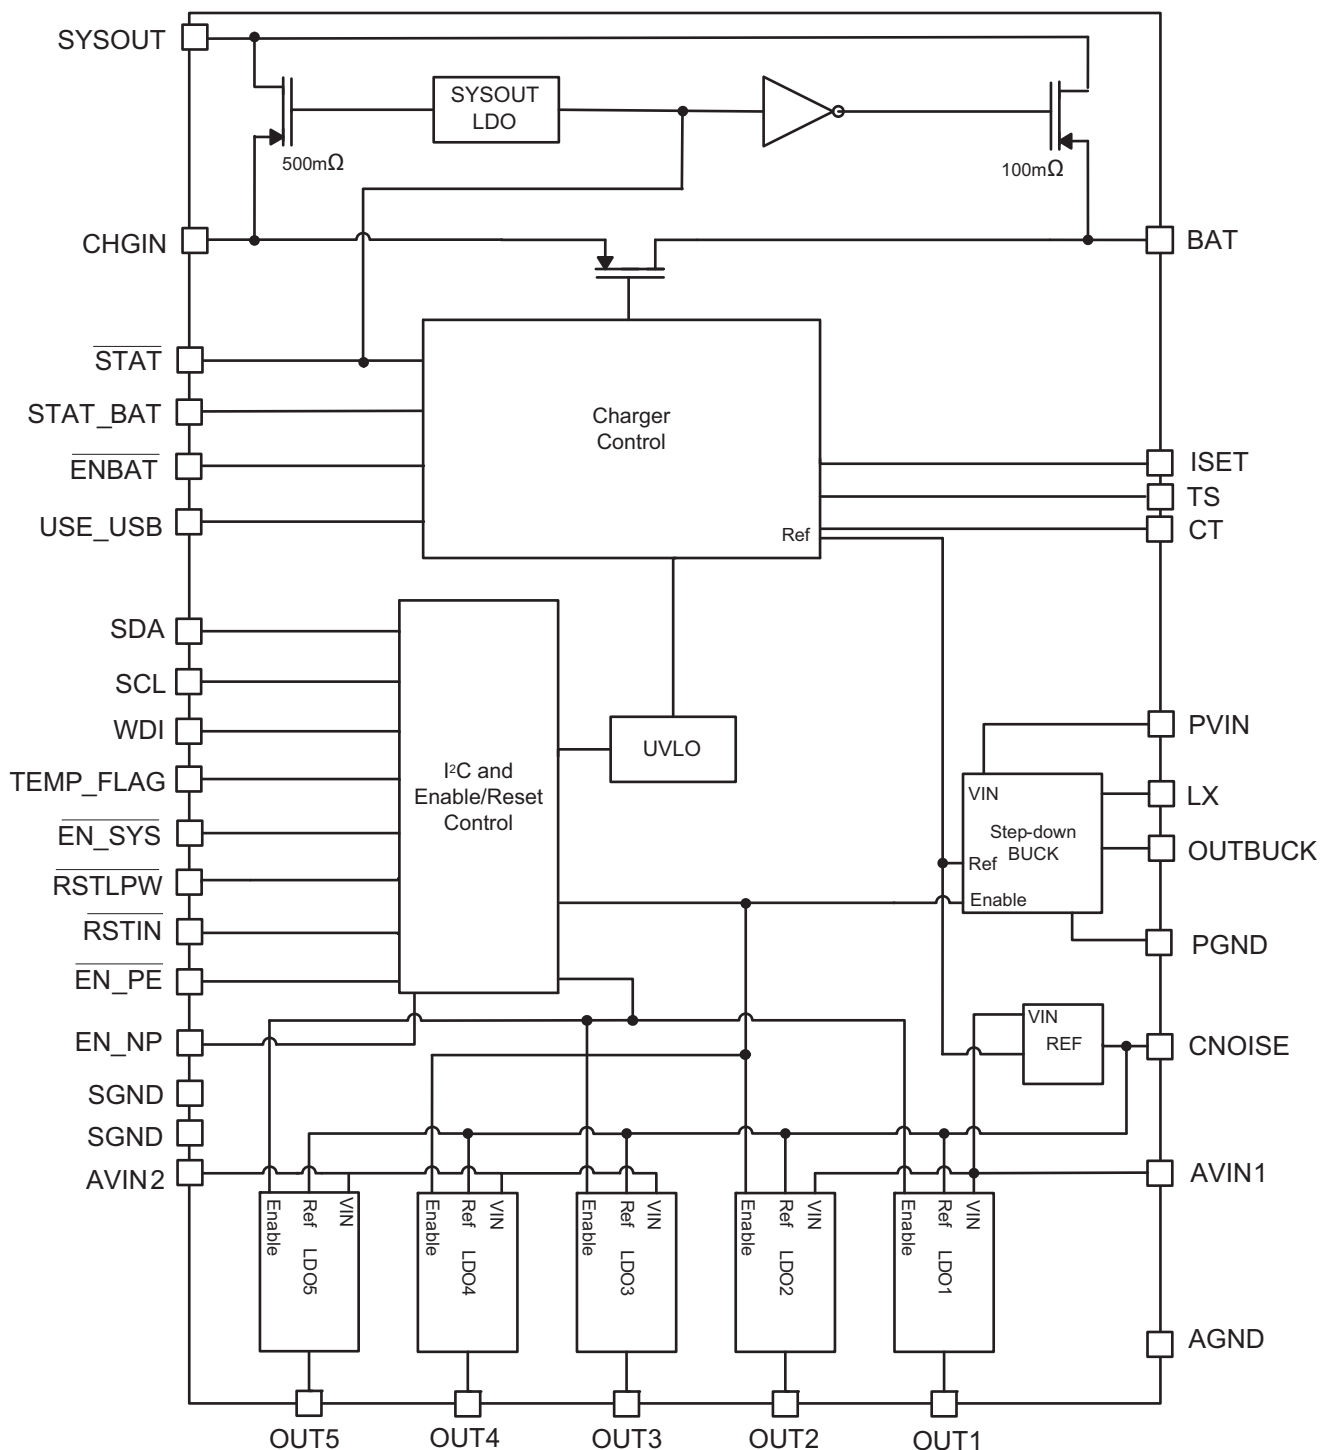 SYSOUT
SYSOUT
LDO
500mΩ
100mΩ
CHGIN
BAT
STAT
STAT_BAT
ENBAT
USE_USB
Charger
Control
Ref
ISET
TS
CT
SDA
SCL
WDI
TEMP_FLAG
EN_SYS
RSTLPW
RSTIN
EN_PE
EN_NP
SGND
SGND
AVIN2
I²C and
Enable/Reset
Control
UVLO
PVIN
LX
OUTBUCK
PGND
VIN
Step-down
BUCK
Ref
Enable
VIN
REF
CNOISE
AVIN1
AGND
Enable
Ref
VIN
LDO5
Enable
Ref
VIN
LDO4
Enable
Ref
VIN
LDO3
Enable
Ref
VIN
LDO2
Enable
Ref
VIN
LDO1
OUT5
OUT4
OUT3
OUT2
OUT1